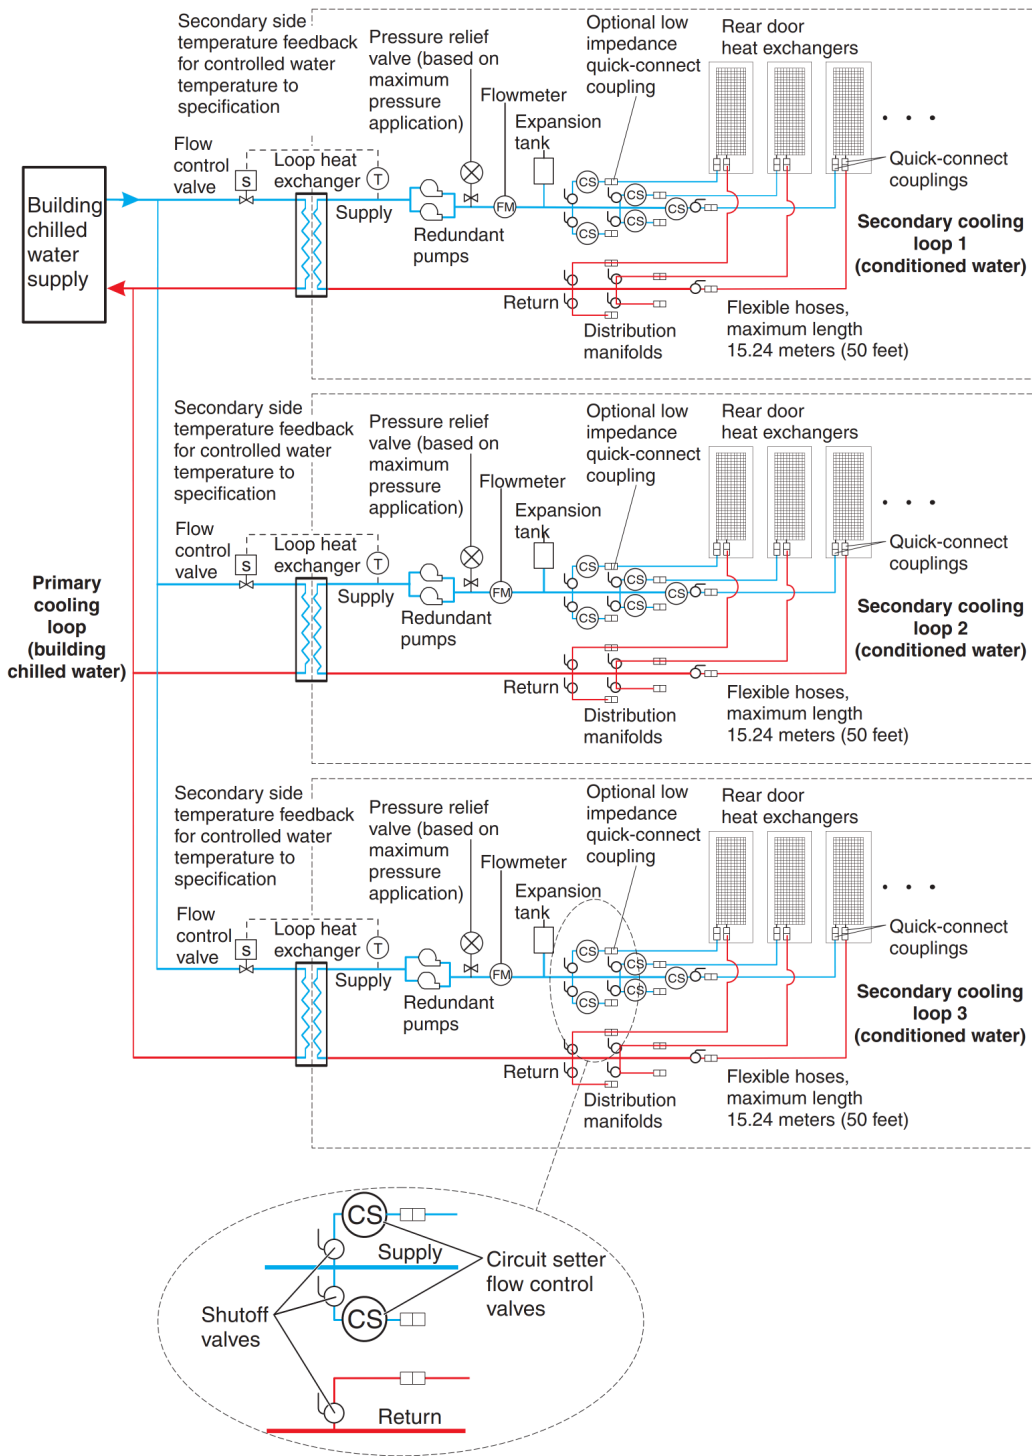 Secondary side
temperature feedback
for controlled water
temperature to
specification
Pressure relief
valve (based on
maximum
pressure
application)
Flowmeter
Expansion
tank
Optional low
impedance
quick-connect
coupling
Rear door
heat exchangers
Flow
control
valve
S
Loop heat
exchanger
T
Supply
Redundant
pumps
FM
CS
CS
CS
CS
CS
Quick-connect
couplings
Building
chilled
water
supply
Secondary cooling
loop 1
(conditioned water)
Return
Distribution
manifolds
Flexible hoses,
maximum length
15.24 meters (50 feet)
Secondary side
temperature feedback
for controlled water
temperature to
specification
Pressure relief
valve (based on
maximum
pressure
application)
Flowmeter
Expansion
tank
Optional low
impedance
quick-connect
coupling
Rear door
heat exchangers
Flow
control
valve
S
Loop heat
exchanger
T
Supply
Redundant
pumps
FM
CS
CS
CS
CS
CS
Quick-connect
couplings
Primary
cooling
loop
(building
chilled water)
Secondary cooling
loop 2
(conditioned water)
Return
Distribution
manifolds
Flexible hoses,
maximum length
15.24 meters (50 feet)
Secondary side
temperature feedback
for controlled water
temperature to
specification
Pressure relief
valve (based on
maximum
pressure
application)
Flowmeter
Expansion
tank
Optional low
impedance
quick-connect
coupling
Rear door
heat exchangers
Flow
control
valve
S
Loop heat
exchanger
T
Supply
Redundant
pumps
FM
CS
CS
CS
CS
CS
Quick-connect
couplings
Secondary cooling
loop 3
(conditioned water)
Return
Distribution
manifolds
Flexible hoses,
maximum length
15.24 meters (50 feet)
CS
Supply
CS
Circuit setter
flow control
valves
Shutoff
valves
Return